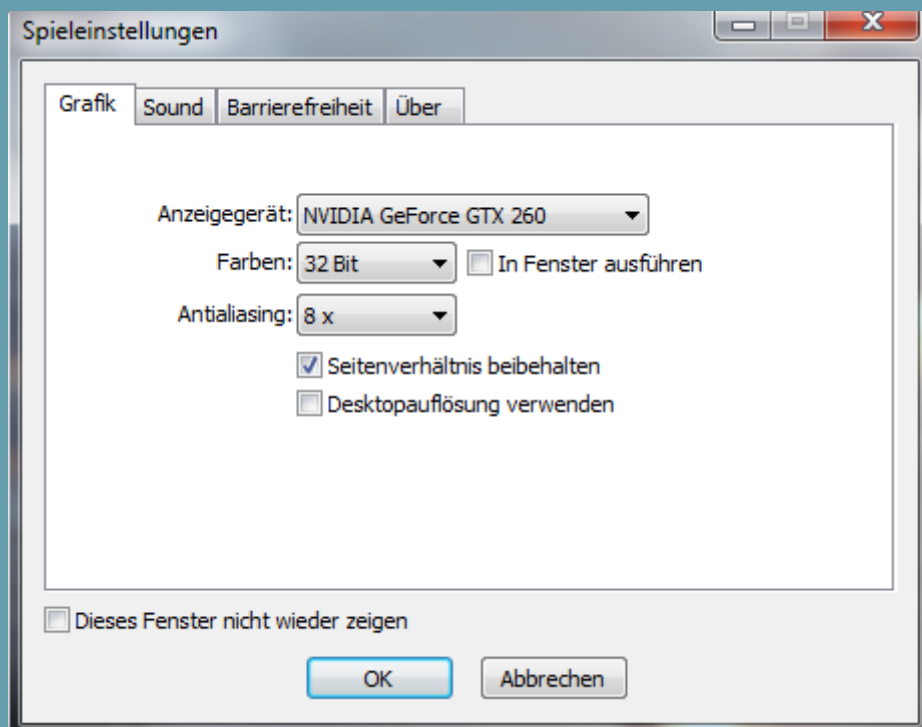 Spieleinstellungen
Grafik Sound Barrierefreiheit Über
Anzeigegerät: NVIDIA GeForce GTX 260
Farben: 32 Bit In Fenster ausführen
Antialiasing: 8 x
Seitenverhältnis beibehalten
Desktopauflösung verwenden
Dieses Fenster nicht wieder zeigen
OK Abbrechen